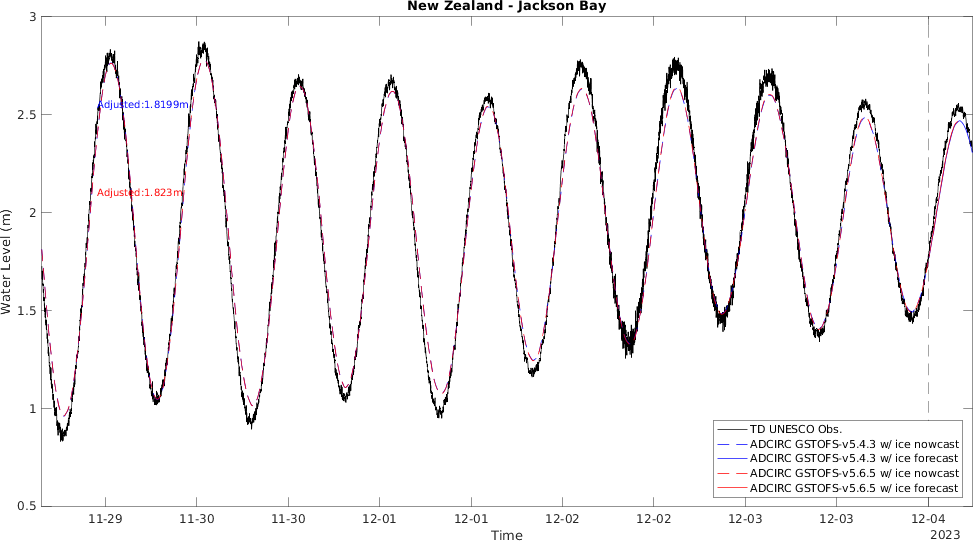 New Zealand - Jackson Bay
3
2.5
2
1.5
1
0.5
Water Level (m)
Adjusted:1.8199m
Adjusted:1.823m
TD UNESCO Obs.
ADCIRC GSTOFS-v5.4.3 w/ ice nowcast
ADCIRC GSTOFS-v5.4.3 w/ ice forecast
ADCIRC GSTOFS-v5.6.5 w/ ice nowcast
ADCIRC GSTOFS-v5.6.5 w/ ice forecast
11-29 11-30 11-30 12-01 12-01 12-02 12-02 12-03 12-03 12-04
Time
2023